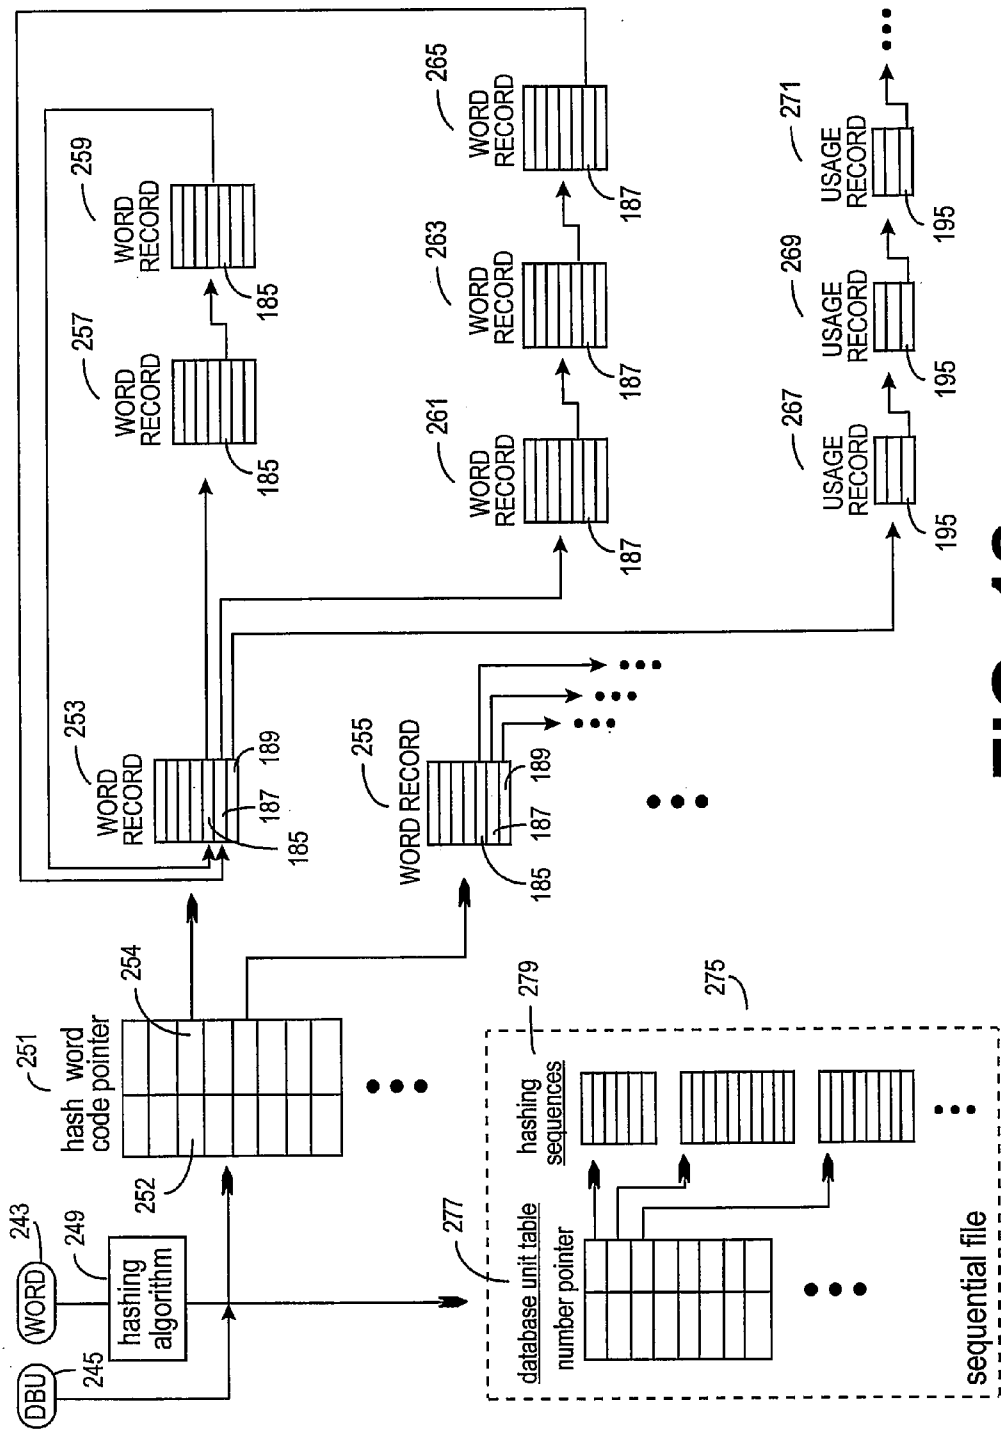 DBU
245
WORD
243
hashing
algorithm
249
hash word
code pointer
251
252
254
WORD
RECORD
253
185
187
189
WORD RECORD
255
185
187
189
WORD
RECORD
257
185
WORD
RECORD
259
185
WORD
RECORD
261
187
WORD
RECORD
263
187
WORD
RECORD
265
187
USAGE
RECORD
267
195
USAGE
RECORD
269
195
USAGE
RECORD
271
195
database unit table
number pointer
277
hashing
sequences
279
275
sequential file